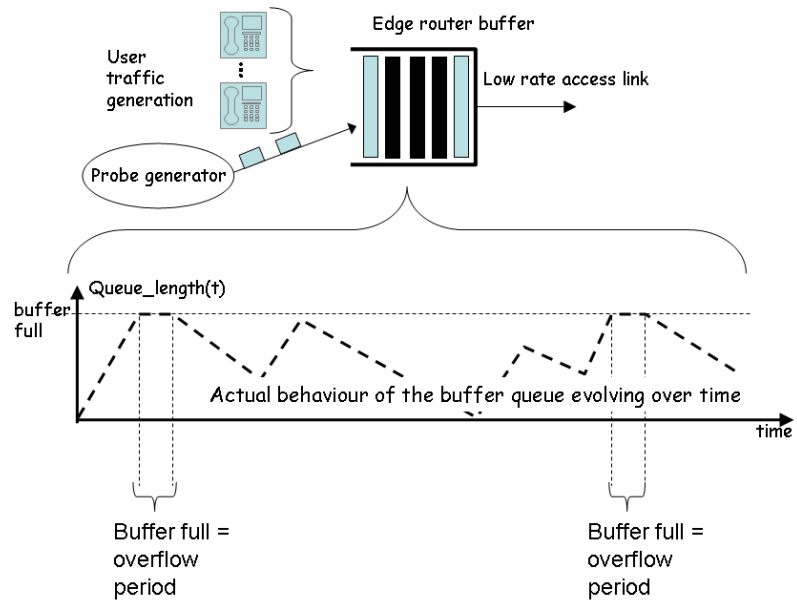 Edge router buffer
User
traffic
generation
Low rate access link
Probe generator
Queue_length(t)
buffer
full
Actual behaviour of the buffer queue evolving over time
time
Buffer full =
overflow
period
Buffer full =
overflow
period